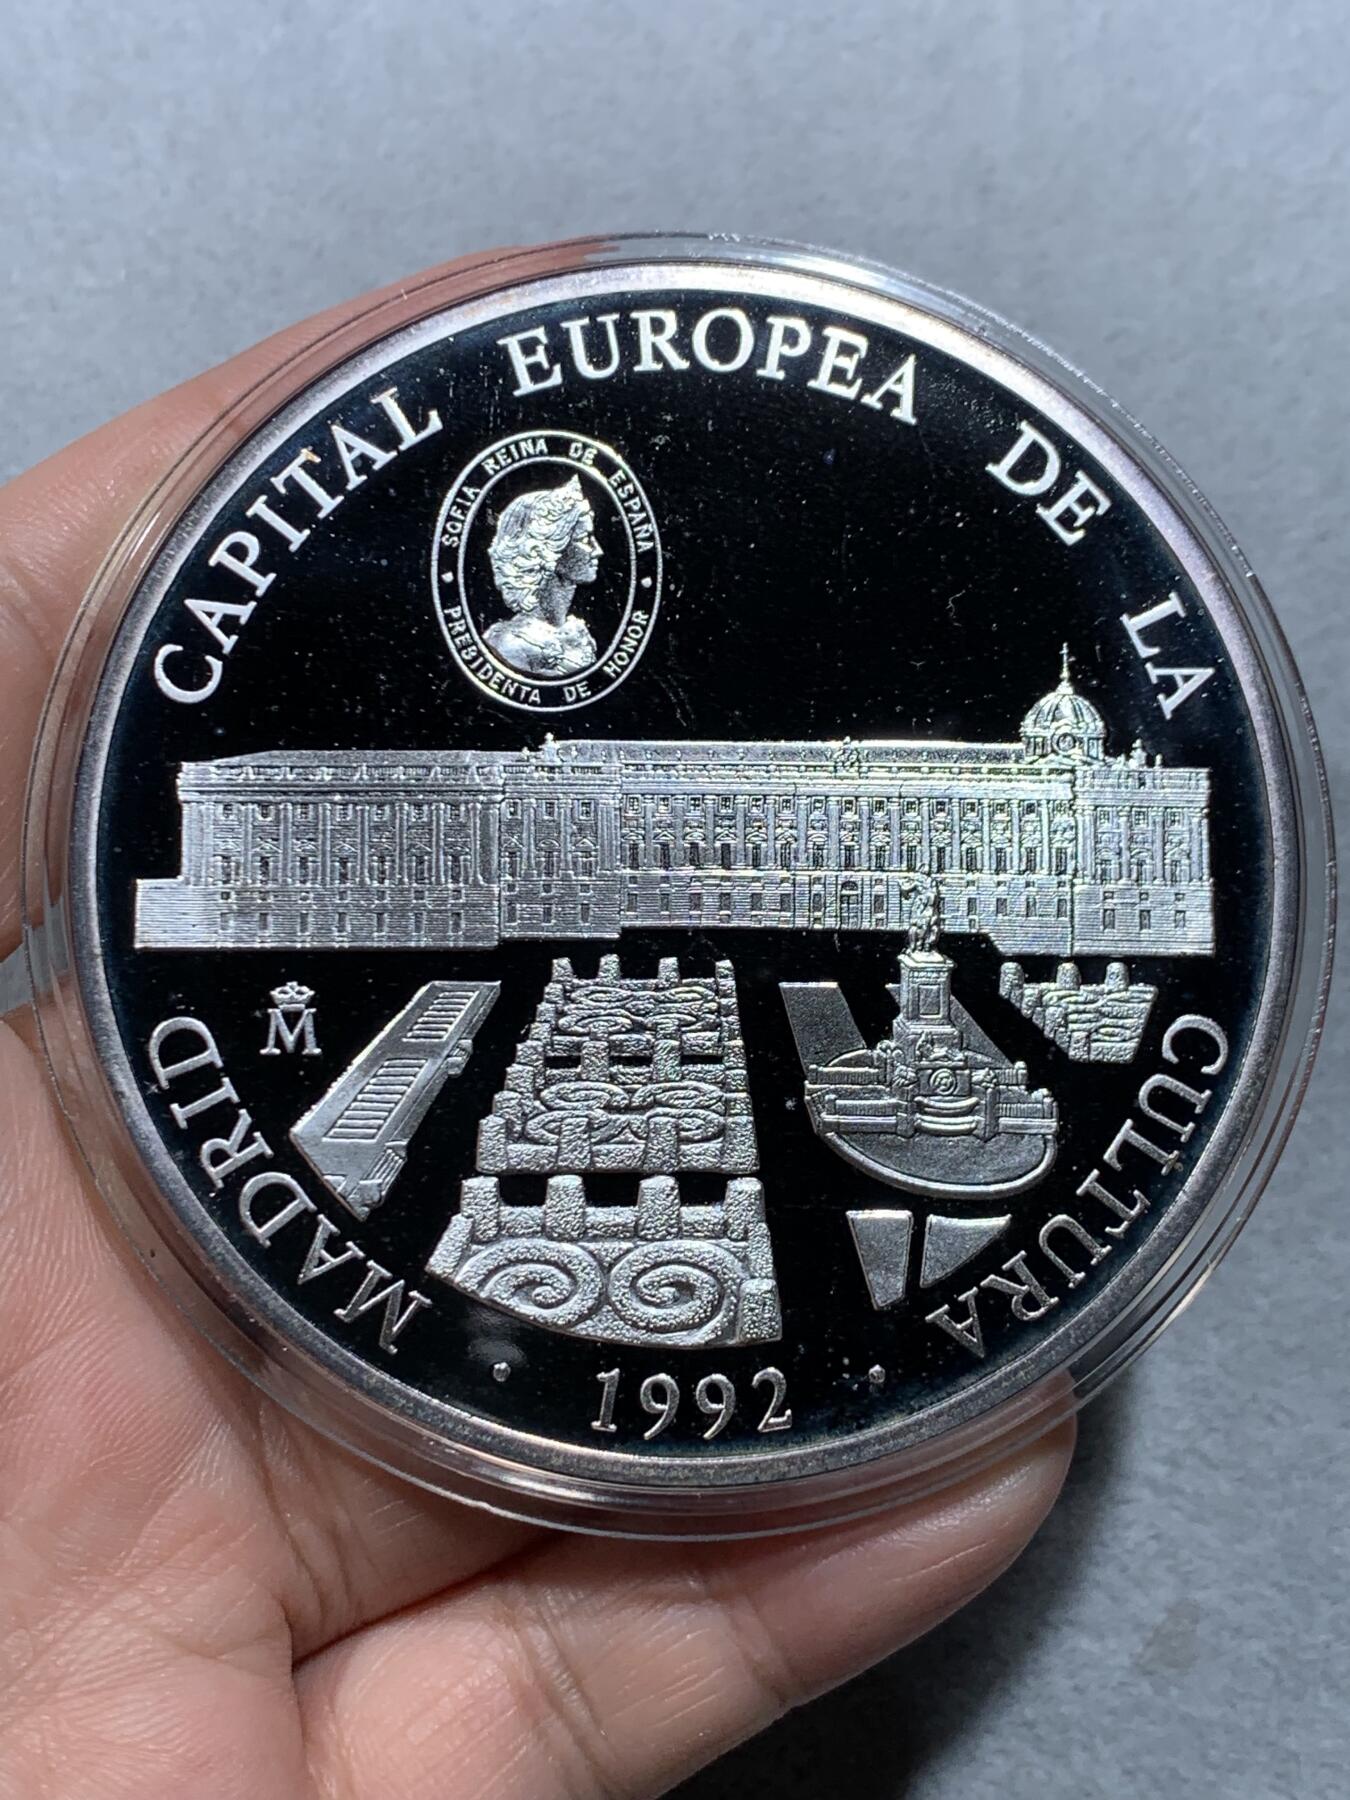 CAPITAL EUROPEA DE LA CULTURA
SOFIA REINA DE ESPAÑA
PRESIDENTA DE HONOR
M
MADRID
· 1992 ·